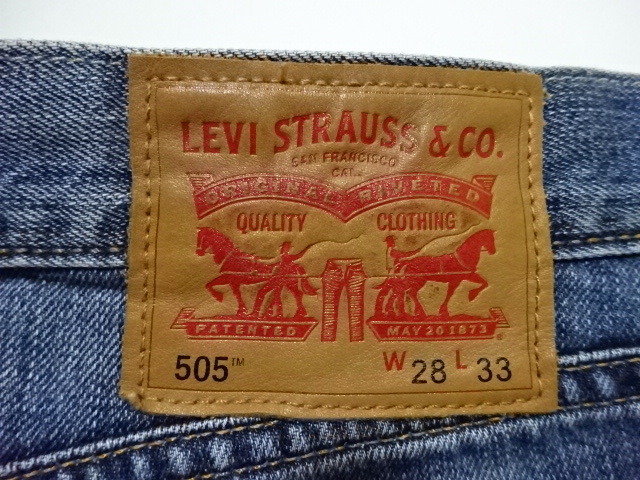 LEVI STRAUSS & CO.
SAN FRANCISCO
CAL.
ORIGINAL RIVETED
QUALITY CLOTHING
PATENTED MAY 20 1873
505™ W 28 L 33